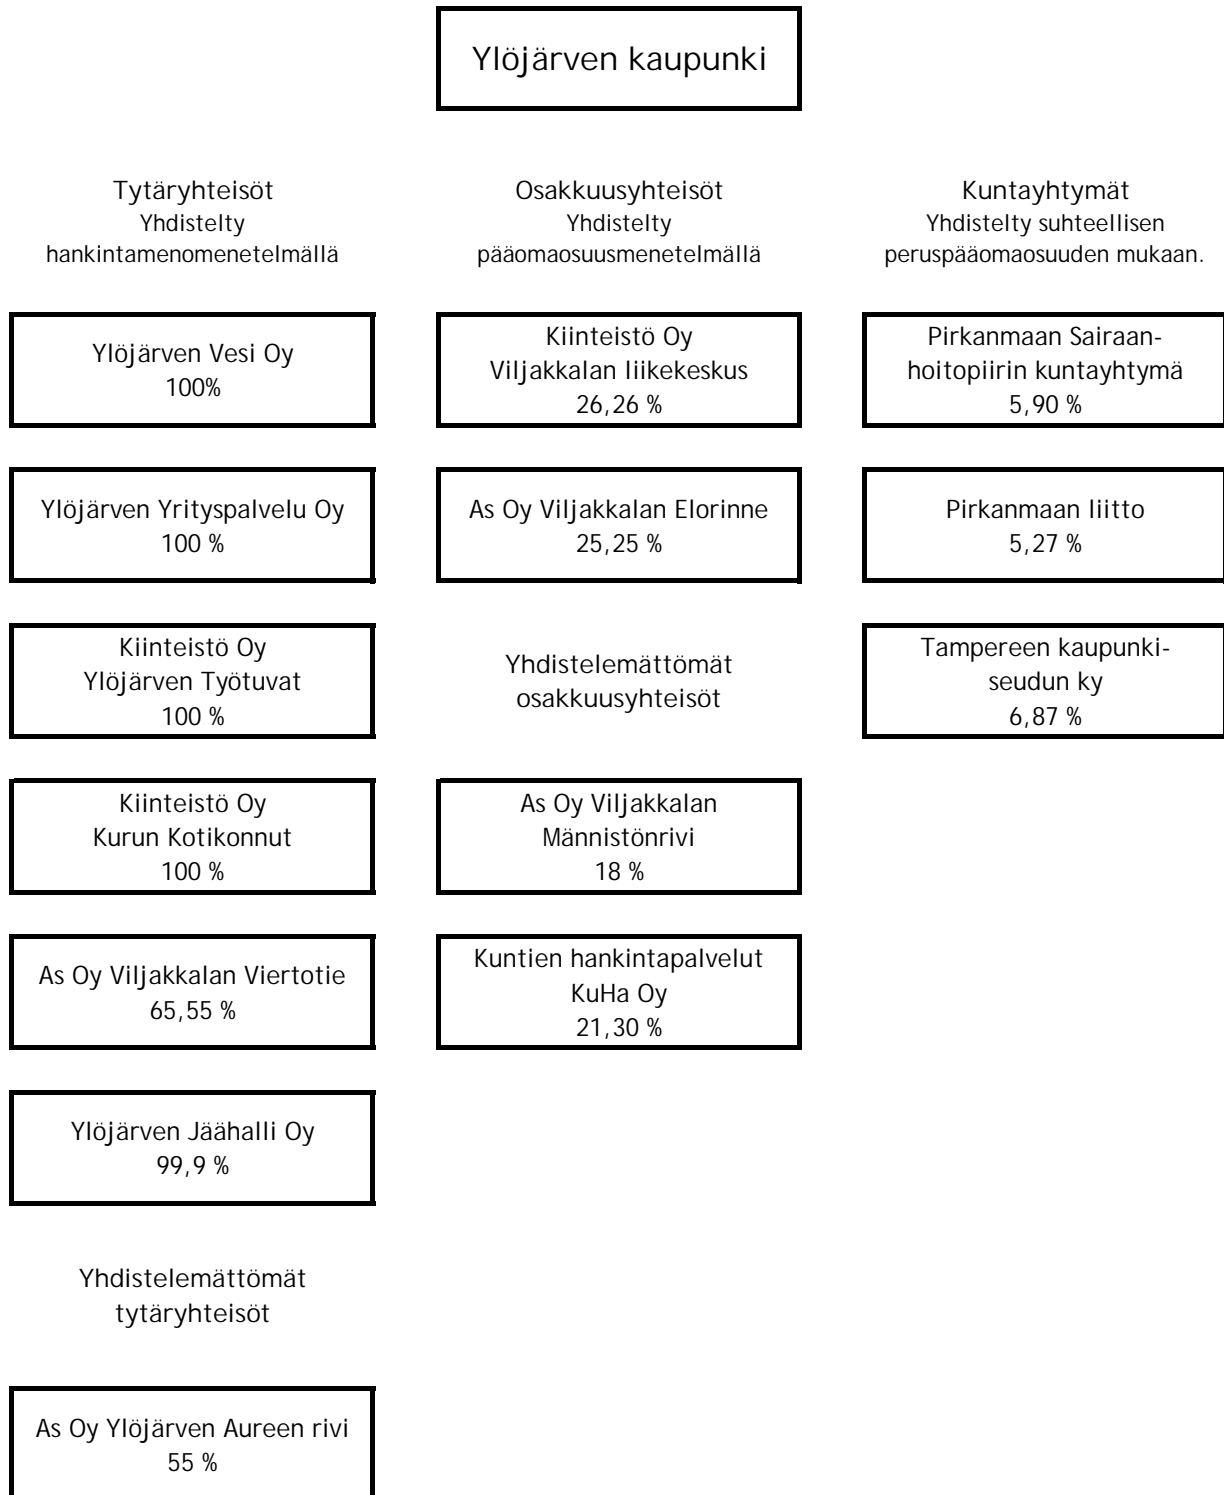 Ylöjärven kaupunki
Tytäryhteisöt
Yhdistelty
hankintamenomenetelmällä
Ylöjärven Vesi Oy
100%
Ylöjärven Yrityspalvelu Oy
100 %
Kiinteistö Oy
Ylöjärven Työtuvat
100 %
Kiinteistö Oy
Kurun Kotikonnut
100 %
As Oy Viljakkalan Viertotie
65,55 %
Ylöjärven Jäähalli Oy
99,9 %
Yhdistelemättömät
tytäryhteisöt
As Oy Ylöjärven Aureen rivi
55 %
Osakkuusyhteisöt
Yhdistelty
pääomaosuusmenetelmällä
Kiinteistö Oy
Viljakkalan liikekeskus
26,26 %
As Oy Viljakkalan Elorinne
25,25 %
Yhdistelemättömät
osakkuusyhteisöt
As Oy Viljakkalan
Männistönrivi
18 %
Kuntien hankintapalvelut
KuHa Oy
21,30 %
Kuntayhtymät
Yhdistelty suhteellisen
peruspääomaosuuden mukaan.
Pirkanmaan Sairaan-
hoitopiirin kuntayhtymä
5,90 %
Pirkanmaan liitto
5,27 %
Tampereen kaupunki-
seudun ky
6,87 %